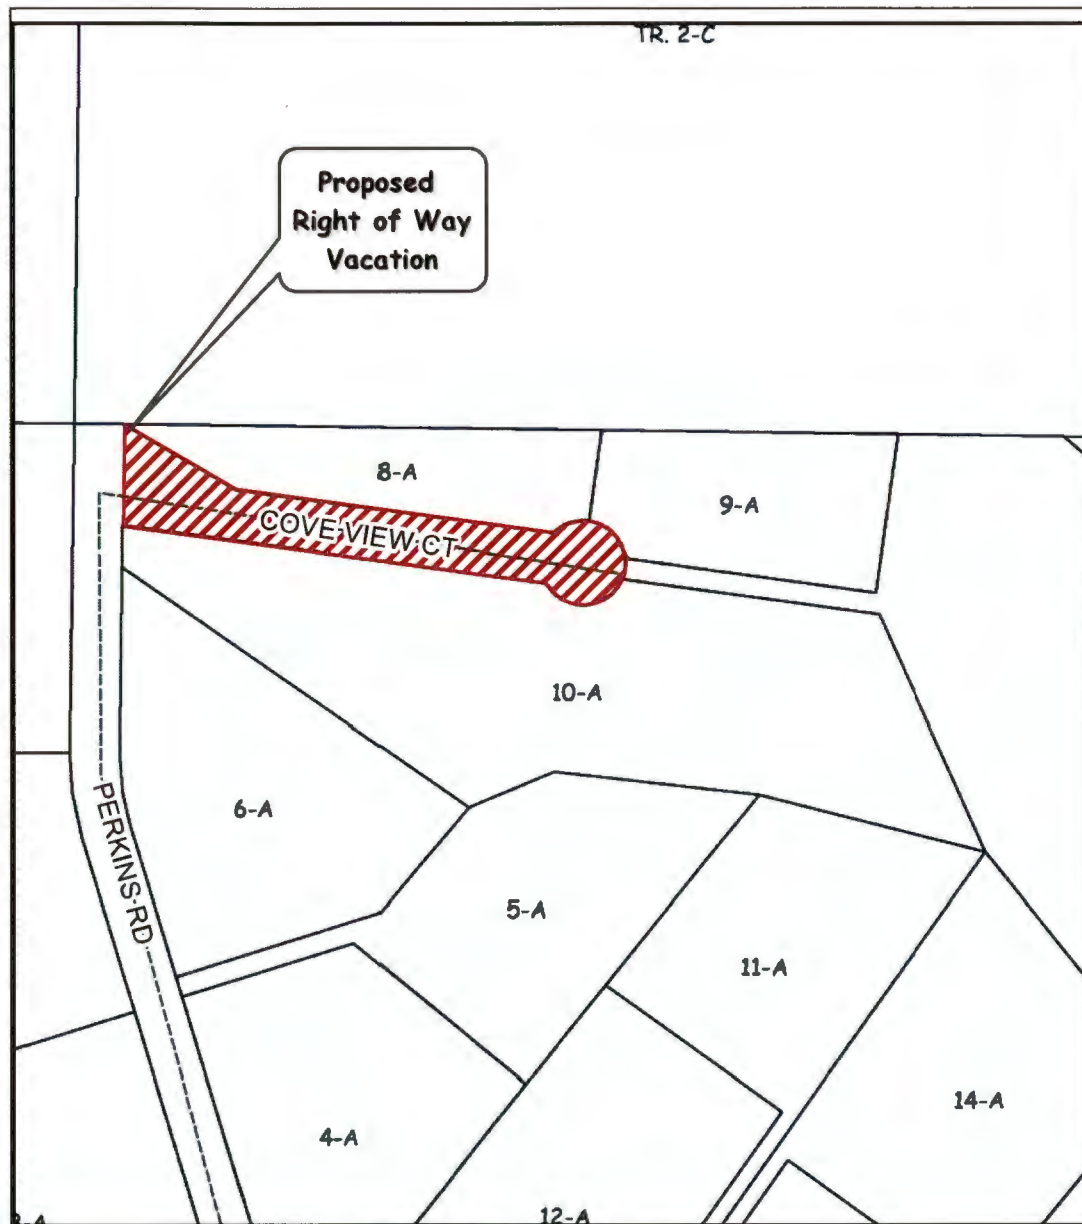 TR. 2-C
Proposed
Right of Way
Vacation
8-A
9-A
COVE VIEW CT
10-A
6-A
PERKINS RD
5-A
11-A
14-A
4-A
12-A